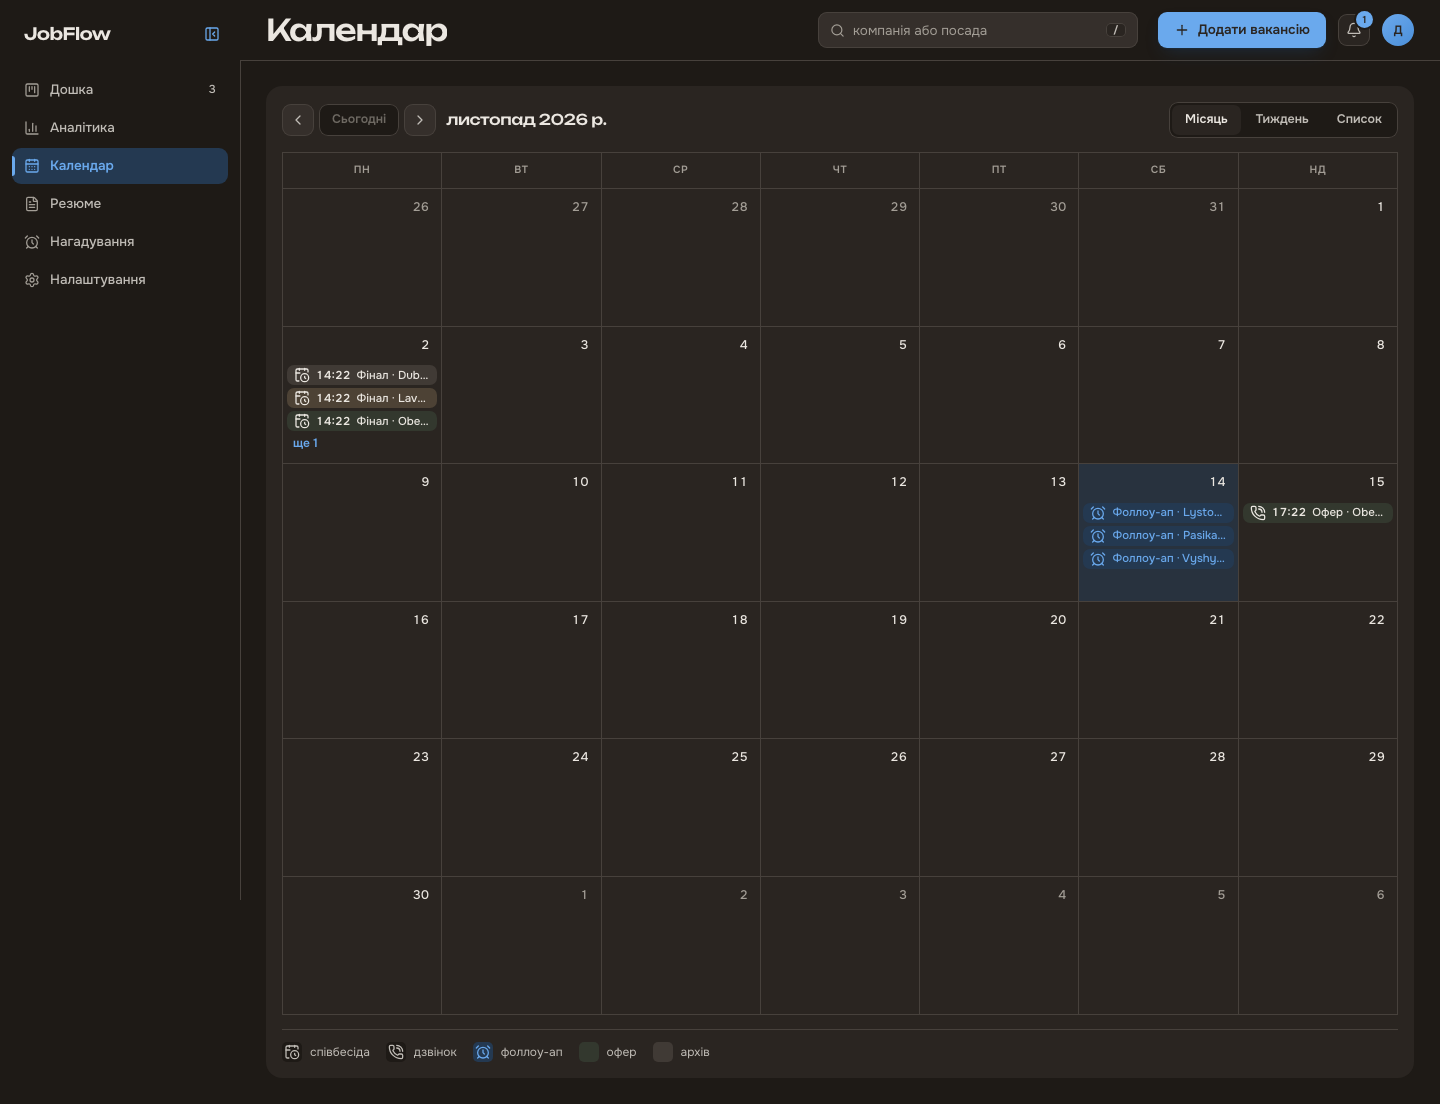 JobFlow
Календар
компанія або посада
/
Додати вакансію
1
Д
Дошка 3
Аналітика
Календар
Резюме
Нагадування
Налаштування
Сьогодні
листопад 2026 р.
Місяць Тиждень Список
ПН ВТ СР ЧТ ПТ СБ НД
26 27 28 29 30 31 1
2 3 4 5 6 7 8
14:22 Фінал · Dub...
14:22 Фінал · Lav...
14:22 Фінал · Obe...
ще 1
9 10 11 12 13 14 15
Фоллоу-ап · Lysto...
Фоллоу-ап · Pasika...
Фоллоу-ап · Vyshy...
17:22 Офер · Obe...
16 17 18 19 20 21 22
23 24 25 26 27 28 29
30 1 2 3 4 5 6
співбесіда дзвінок фоллоу-ап офер архів